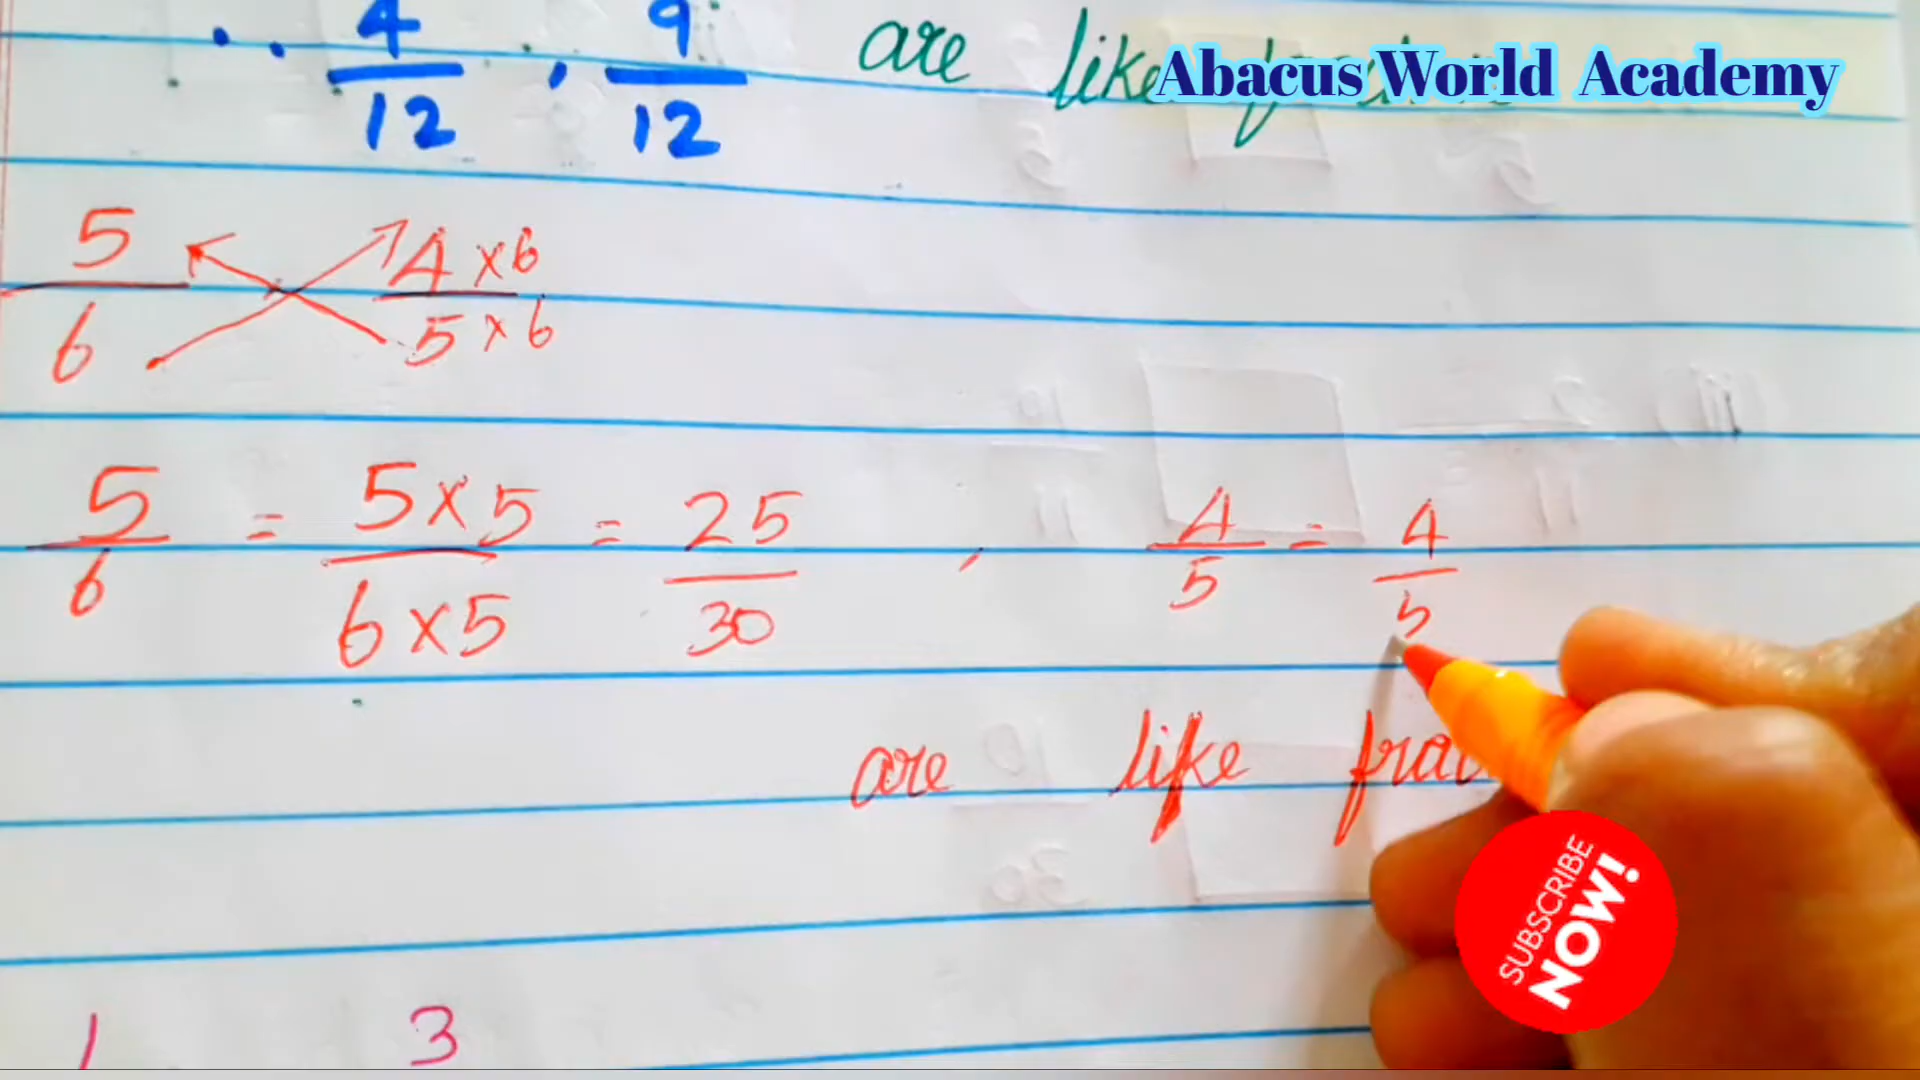 4/12 , 9/12 are like
Abacus World Academy
5/6 4 × 6 / 5 × 6
5/6 = 5 × 5 / 6 × 5 = 25/30 , 4/5 = 4/5
are like
SUBSCRIBE
NOW!
1 3